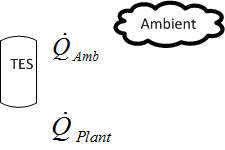 Ambient
TES
Q̇ Amb
Q̇ Plant